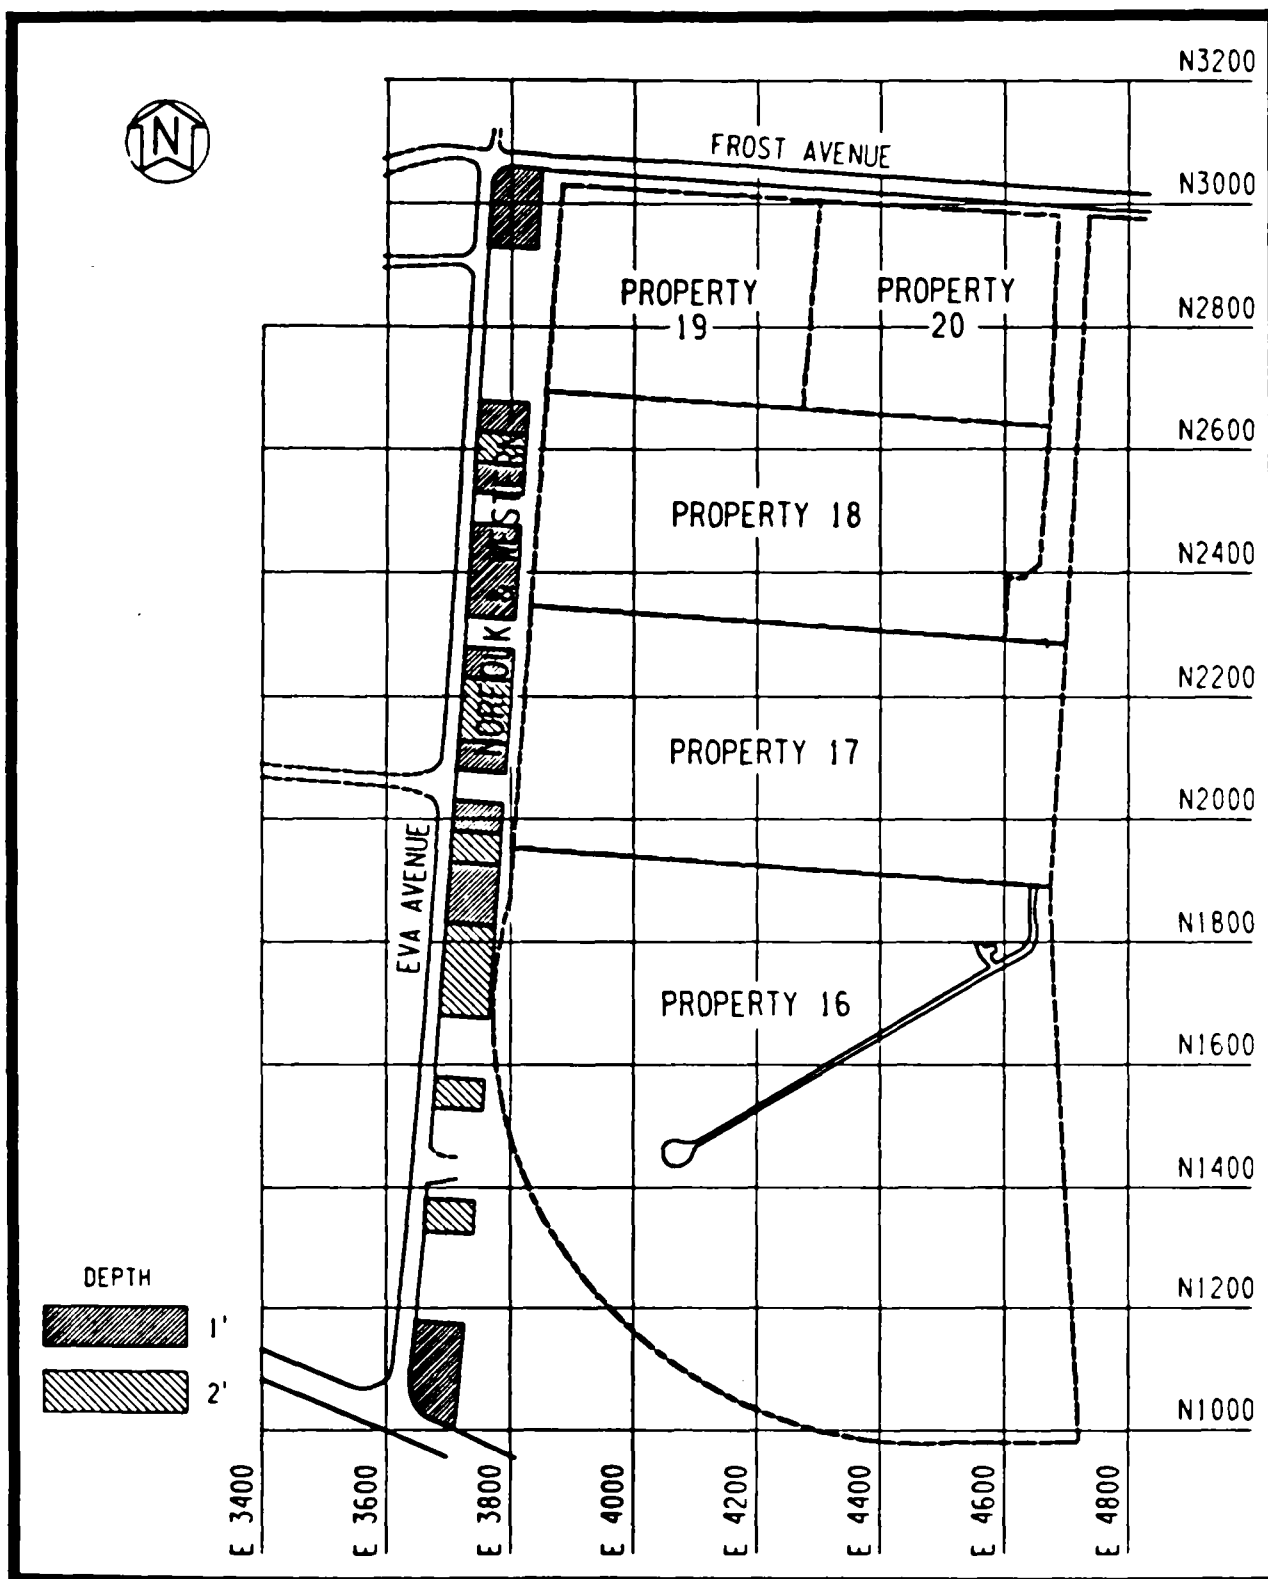 N3200
N
FROST AVENUE
N3000
PROPERTY
19
PROPERTY
20
N2800
N2600
PROPERTY 18
N2400
NORFOLK & WESTERN
N2200
PROPERTY 17
N2000
EVA AVENUE
N1800
PROPERTY 16
N1600
N1400
DEPTH
N1200
1'
2'
N1000
E 3400
E 3600
E 3800
E 4000
E 4200
E 4400
E 4600
E 4800